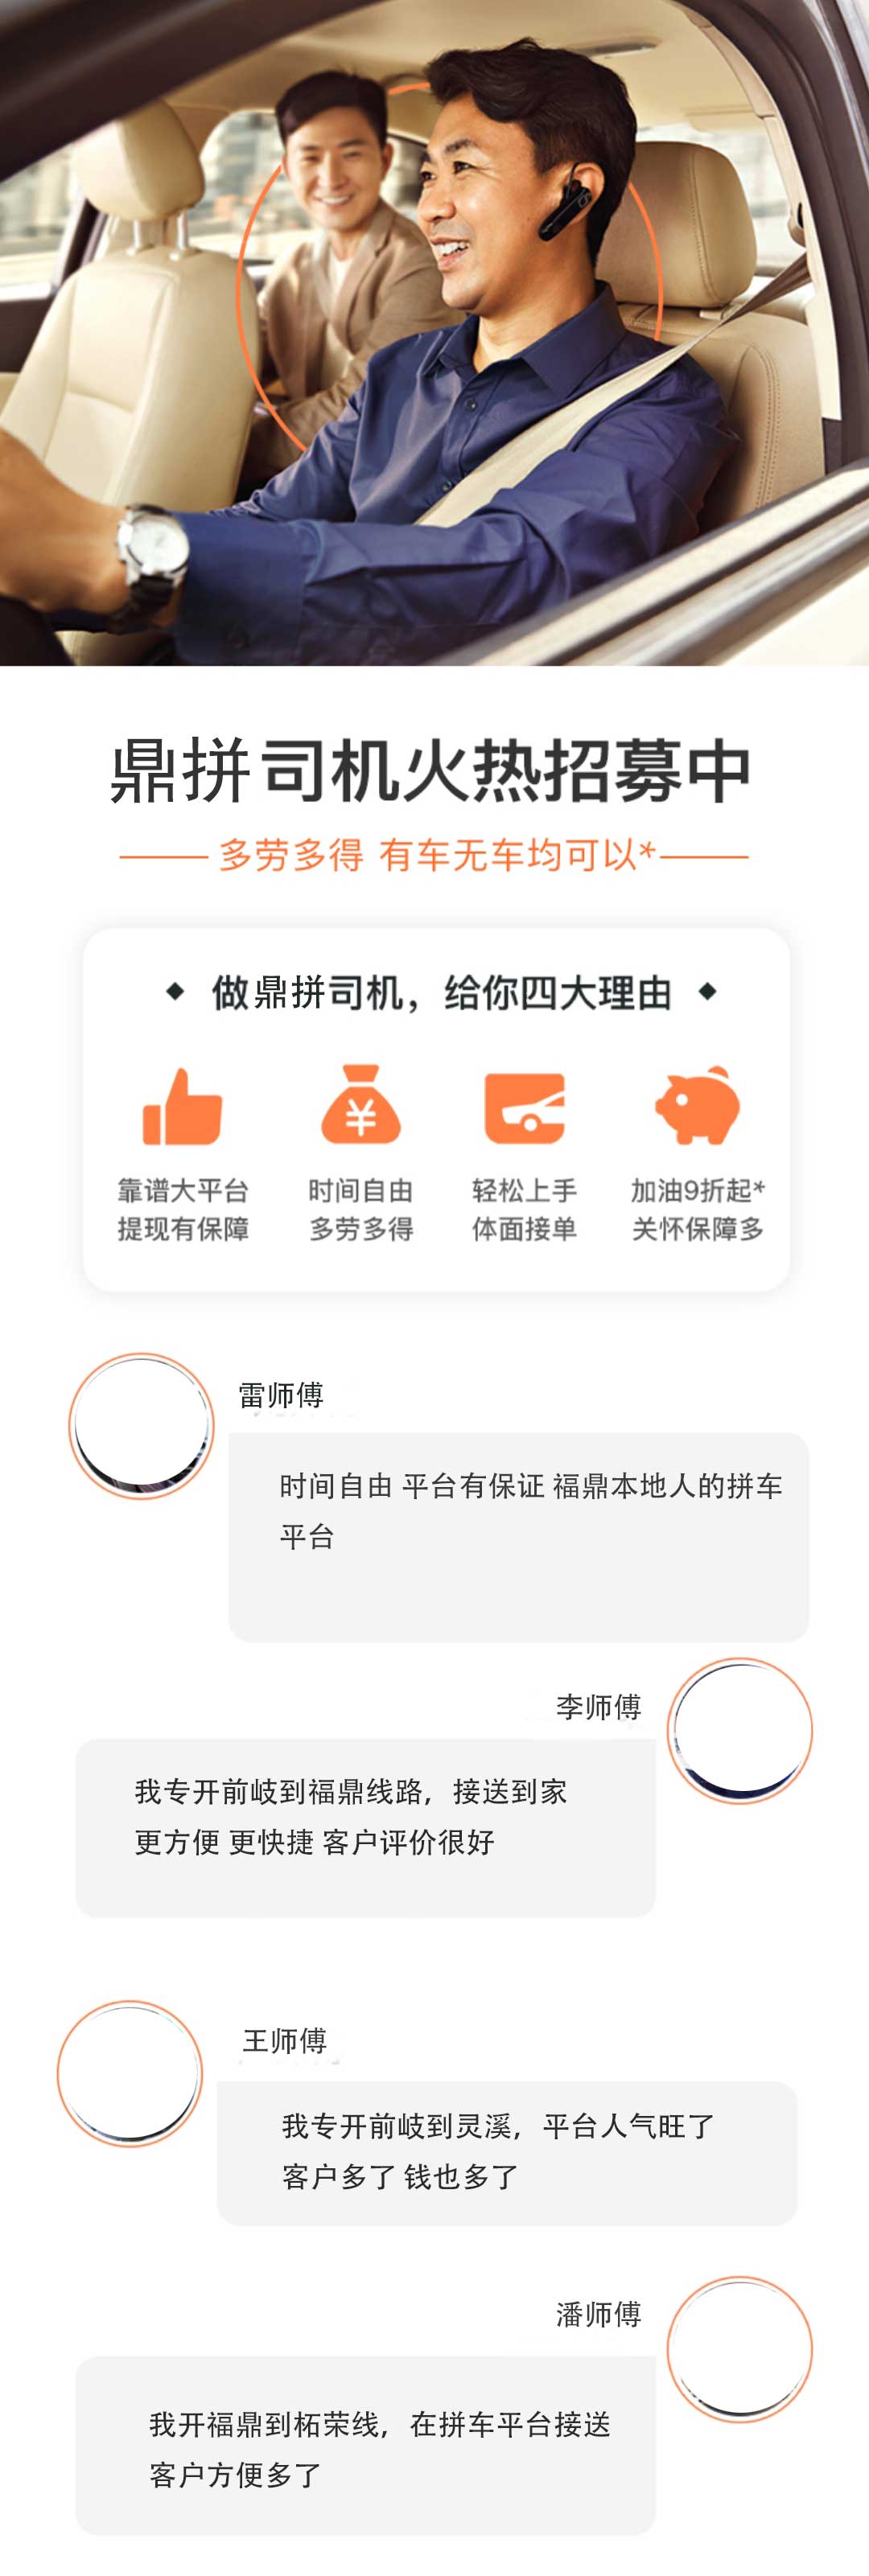 鼎拼司机火热招募中
多劳多得 有车无车均可以*
做鼎拼司机，给你四大理由
¥
靠谱大平台
提现有保障
时间自由
多劳多得
轻松上手
体面接单
加油9折起*
关怀保障多
雷师傅
时间自由 平台有保证 福鼎本地人的拼车
平台
李师傅
我专开前岐到福鼎线路，接送到家
更方便 更快捷 客户评价很好
王师傅
我专开前岐到灵溪，平台人气旺了
客户多了 钱也多了
潘师傅
我开福鼎到柘荣线，在拼车平台接送
客户方便多了